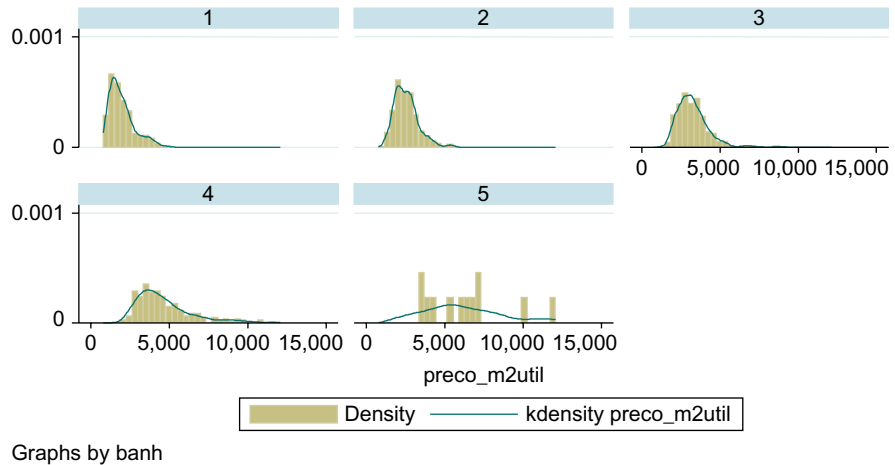 1 2 3
0.001
0
0 5,000 10,000 15,000
4 5
0.001
0
0 5,000 10,000 15,000 0 5,000 10,000 15,000
preco_m2util
Density kdensity preco_m2util
Graphs by banh